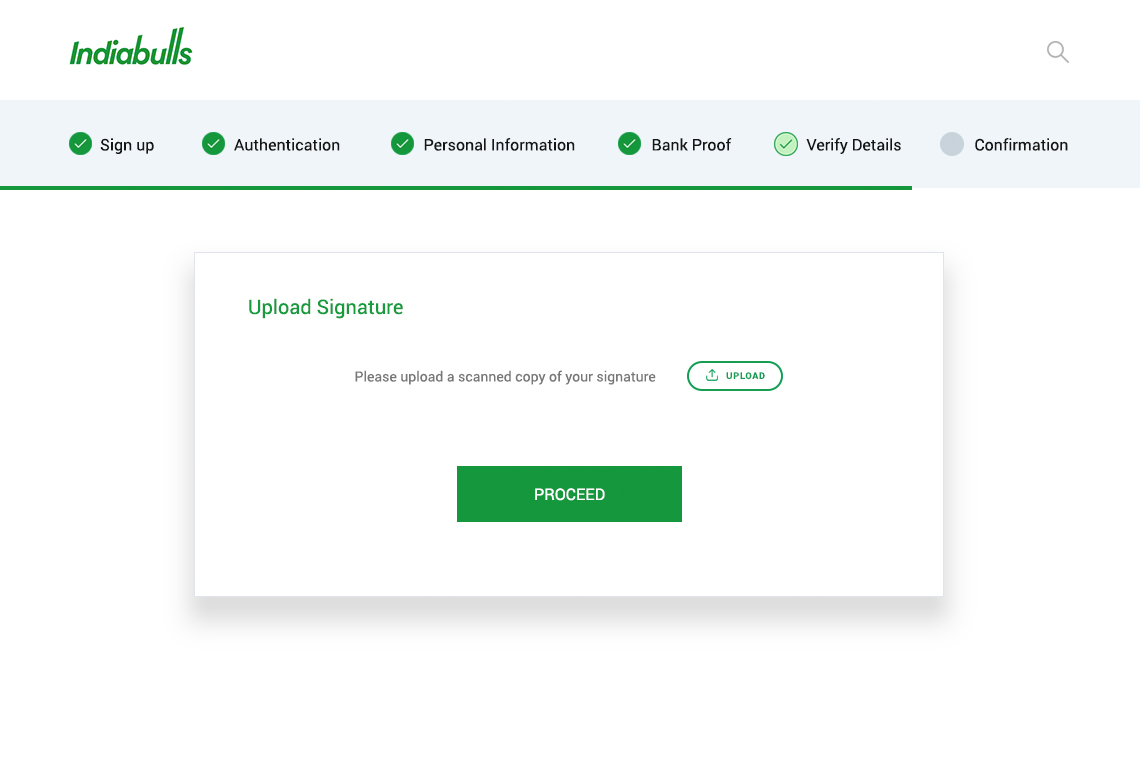 Indiabulls
Sign up Authentication Personal Information Bank Proof Verify Details Confirmation
Upload Signature
Please upload a scanned copy of your signature UPLOAD
PROCEED